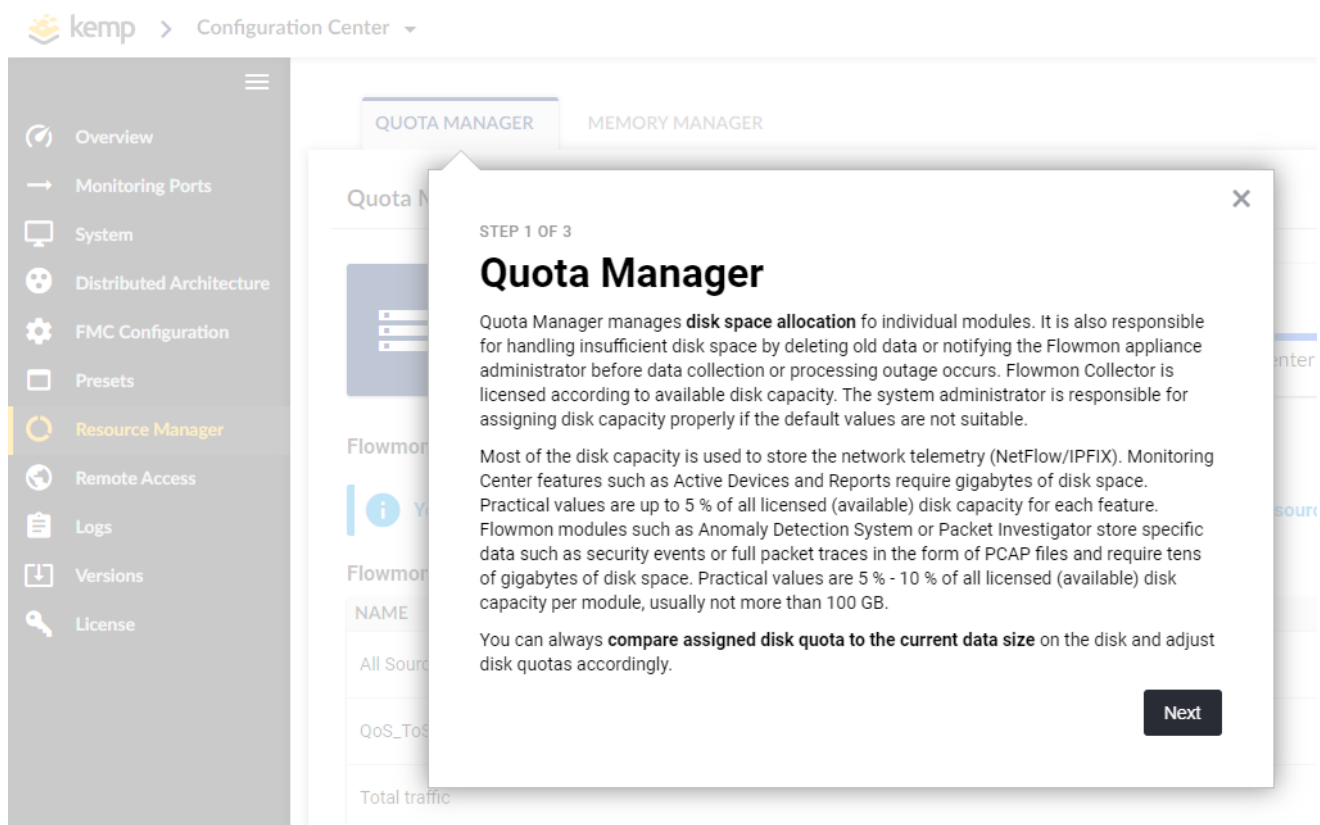 kemp > Configuration Center
QUOTA MANAGER MEMORY MANAGER
Overview
Monitoring Ports
System
Distributed Architecture
FMC Configuration
Presets
Resource Manager
Remote Access
Logs
Versions
License
Quota
STEP 1 OF 3
Quota Manager
Quota Manager manages disk space allocation fo individual modules. It is also responsible
for handling insufficient disk space by deleting old data or notifying the Flowmon appliance
administrator before data collection or processing outage occurs. Flowmon Collector is
licensed according to available disk capacity. The system administrator is responsible for
assigning disk capacity properly if the default values are not suitable.
Most of the disk capacity is used to store the network telemetry (NetFlow/IPFIX). Monitoring
Center features such as Active Devices and Reports require gigabytes of disk space.
Practical values are up to 5 % of all licensed (available) disk capacity for each feature.
Flowmon modules such as Anomaly Detection System or Packet Investigator store specific
data such as security events or full packet traces in the form of PCAP files and require tens
of gigabytes of disk space. Practical values are 5 % - 10 % of all licensed (available) disk
capacity per module, usually not more than 100 GB.
You can always compare assigned disk quota to the current data size on the disk and adjust
disk quotas accordingly.
Next
NAME
All
QoS_ToS
Total traffic